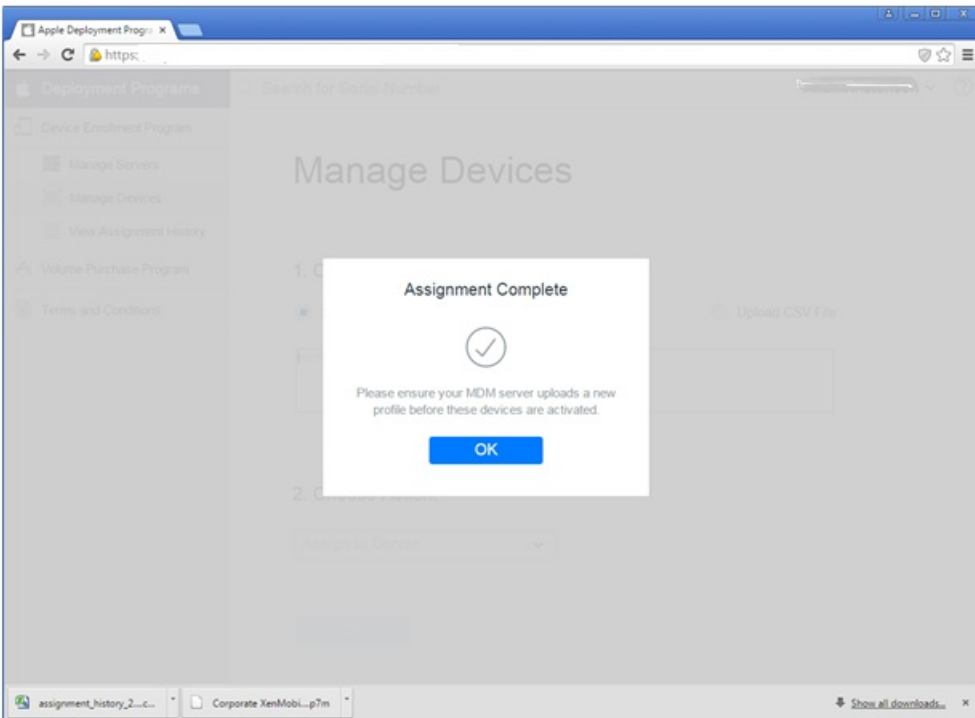 Apple Deployment Progr
https:
Deployment Programs
Search for Serial Number
Device Enrollment Program
Manage Servers
Manage Devices
View Assignment History
Volume Purchase Program
Terms and Conditions
Manage Devices
1. C
Upload CSV File
Assignment Complete
Please ensure your MDM server uploads a new
profile before these devices are activated.
OK
2. Choose Action:
Assign to Server
assignment_history_2....c...
Corporate XenMobi...p7m
Show all downloads...